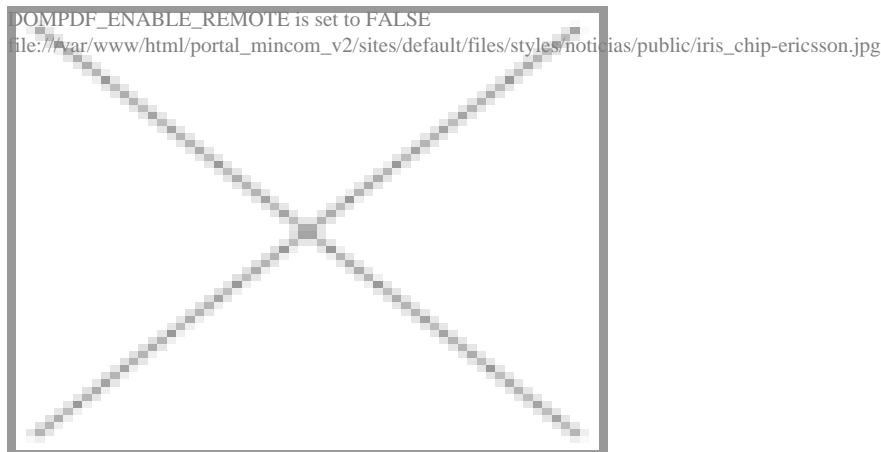 DOMPDF_ENABLE_REMOTE is set to FALSE
file:///var/www/html/portal_mincom_v2/sites/default/files/styles/noticias/public/iris_chip-ericsson.jpg